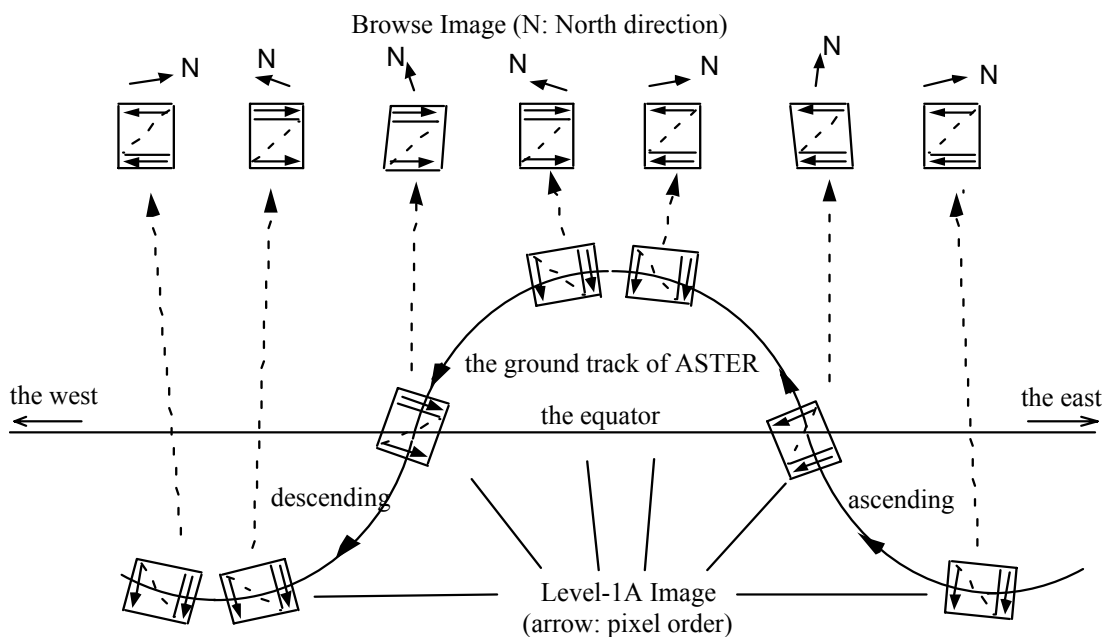 Browse Image (N: North direction)
N N N N N N N
the ground track of ASTER
the west
the equator
the east
descending
ascending
Level-1A Image
(arrow: pixel order)